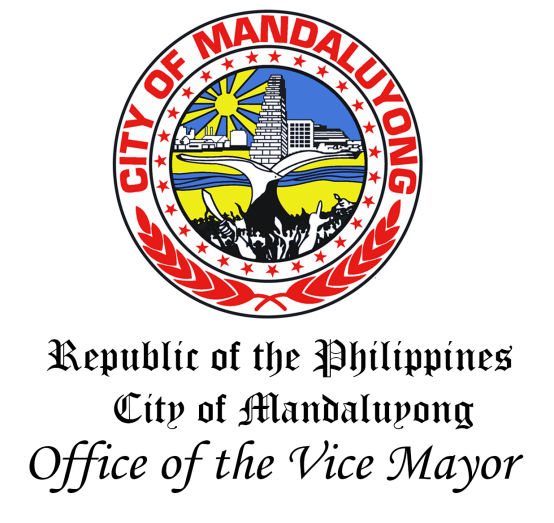 CITY OF MANDALUYONG
Republic of the Philippines
City of Mandaluyong
Office of the Vice Mayor